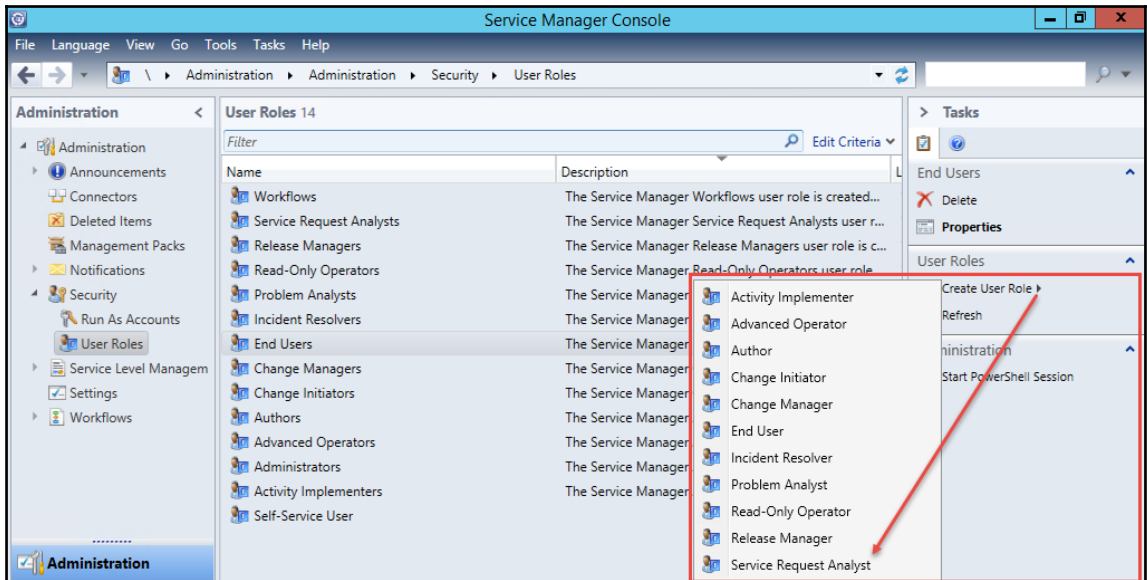 Service Manager Console
File Language View Go Tools Tasks Help
\ Administration Administration Security User Roles
Administration
Administration
Announcements
Connectors
Deleted Items
Management Packs
Notifications
Security
Run As Accounts
User Roles
Service Level Managem
Settings
Workflows
Administration
User Roles 14
Filter
Edit Criteria
Name Description L
Workflows The Service Manager Workflows user role is created...
Service Request Analysts The Service Manager Service Request Analysts user r...
Release Managers The Service Manager Release Managers user role is c...
Read-Only Operators The Service Manager Read-Only Operators user role
Problem Analysts The Service Manager
Incident Resolvers The Service Manager
End Users The Service Manager
Change Managers The Service Manager
Change Initiators The Service Manager
Authors The Service Manager
Advanced Operators The Service Manager
Administrators The Service Manager
Activity Implementers The Service Manager
Self-Service User
Activity Implementer
Advanced Operator
Author
Change Initiator
Change Manager
End User
Incident Resolver
Problem Analyst
Read-Only Operator
Release Manager
Service Request Analyst
Tasks
End Users
Delete
Properties
User Roles
Create User Role
Refresh
ministration
Start PowerShell Session